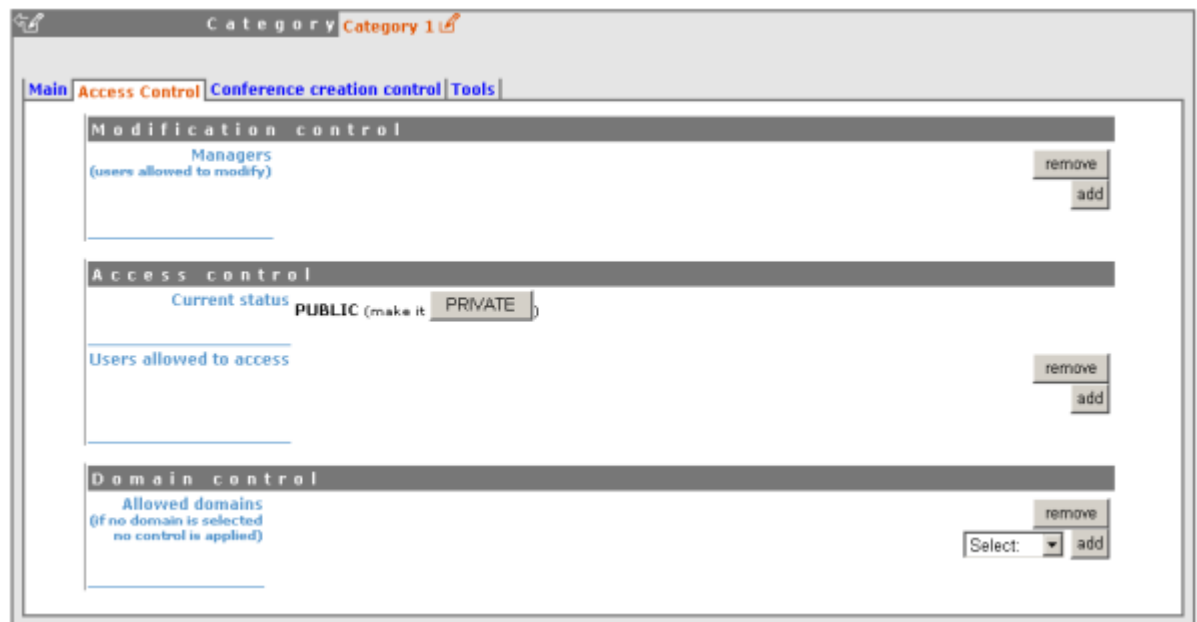 Category Category 1
Main Access Control Conference creation control Tools
Modification control
Managers
(users allowed to modify)
remove
add
Access control
Current status PUBLIC (make it PRIVATE )
Users allowed to access
remove
add
Domain control
Allowed domains
(if no domain is selected
no control is applied)
remove
Select: add